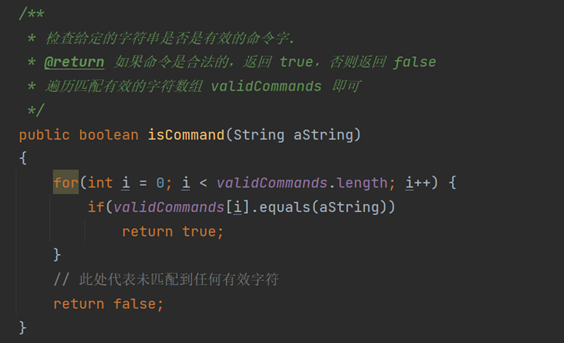 /**
 * 检查给定的字符串是否是有效的命令字.
 * @return 如果命令是合法的，返回 true，否则返回 false
 * 遍历匹配有效的字符数组 validCommands 即可
 */
public boolean isCommand(String aString)
{
    for(int i = 0; i < validCommands.length; i++) {
        if(validCommands[i].equals(aString))
            return true;
    }
    // 此处代表未匹配到任何有效字符
    return false;
}